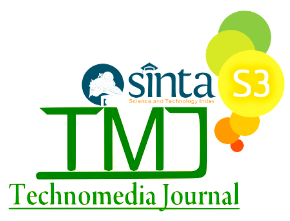 sinta S3
Science and Technology Index
TMJ
Technomedia Journal